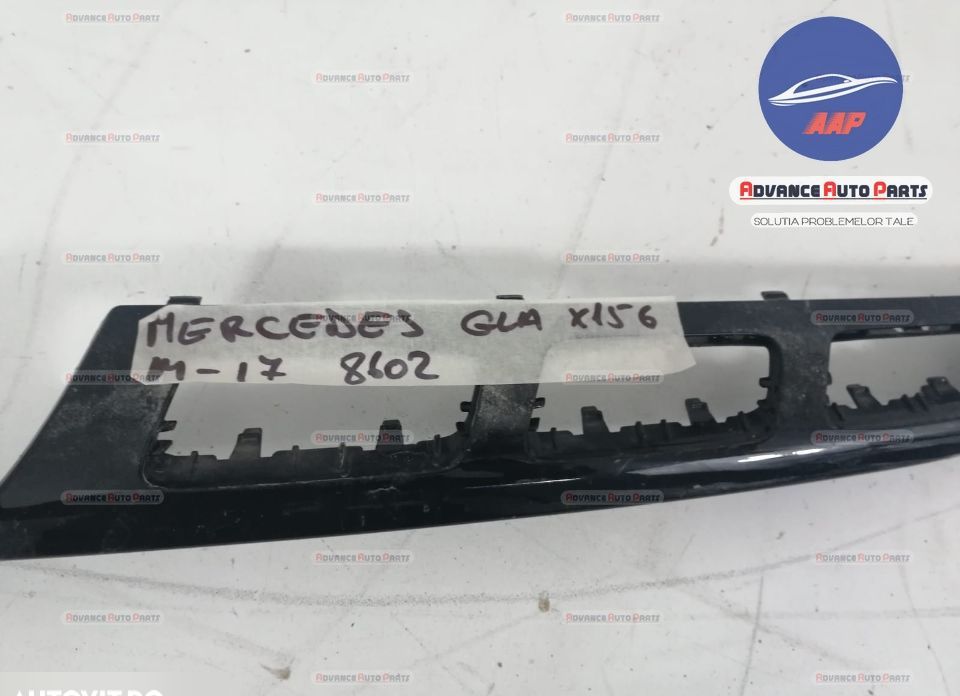 AAP
ADVANCE AUTO PARTS
SOLUTIA PROBLEMELOR TALE
MERCEDES GLA X156
M-17 8602